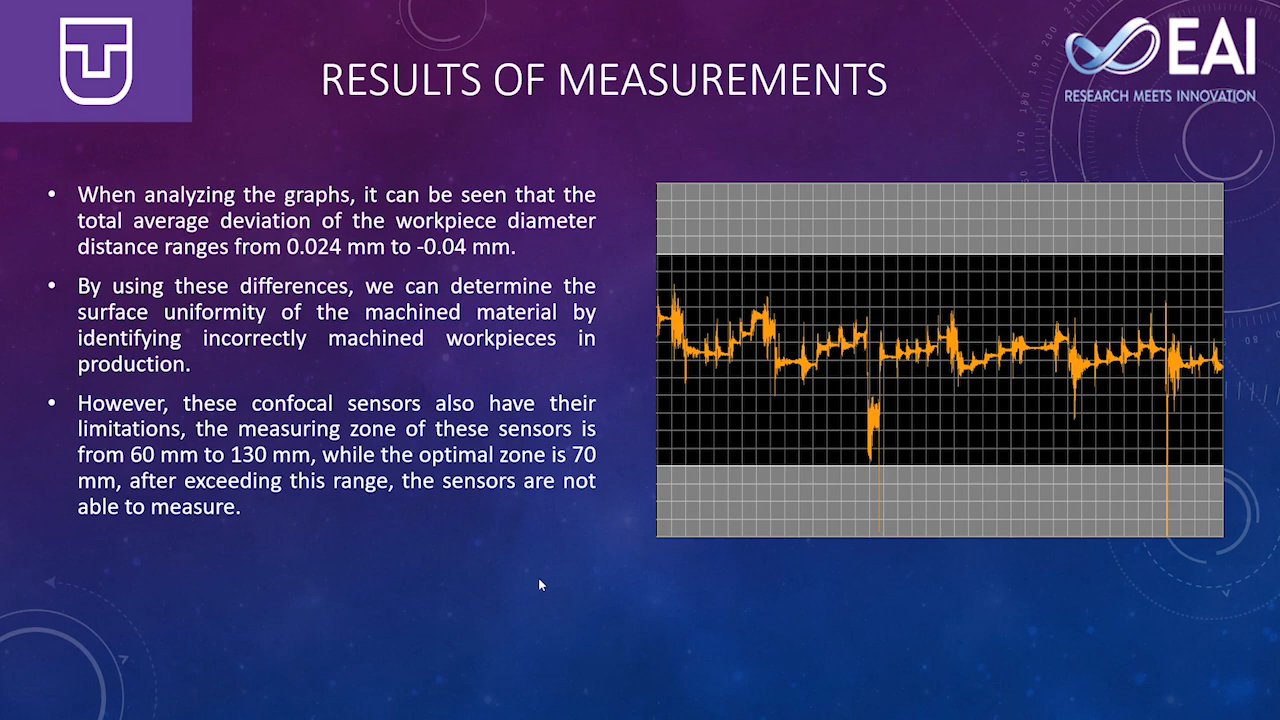 RESULTS OF MEASUREMENTS
EAI
RESEARCH MEETS INNOVATION
• When analyzing the graphs, it can be seen that the
total average deviation of the workpiece diameter
distance ranges from 0.024 mm to -0.04 mm.
• By using these differences, we can determine the
surface uniformity of the machined material by
identifying incorrectly machined workpieces in
production.
• However, these confocal sensors also have their
limitations, the measuring zone of these sensors is
from 60 mm to 130 mm, while the optimal zone is 70
mm, after exceeding this range, the sensors are not
able to measure.
200
190
180
170